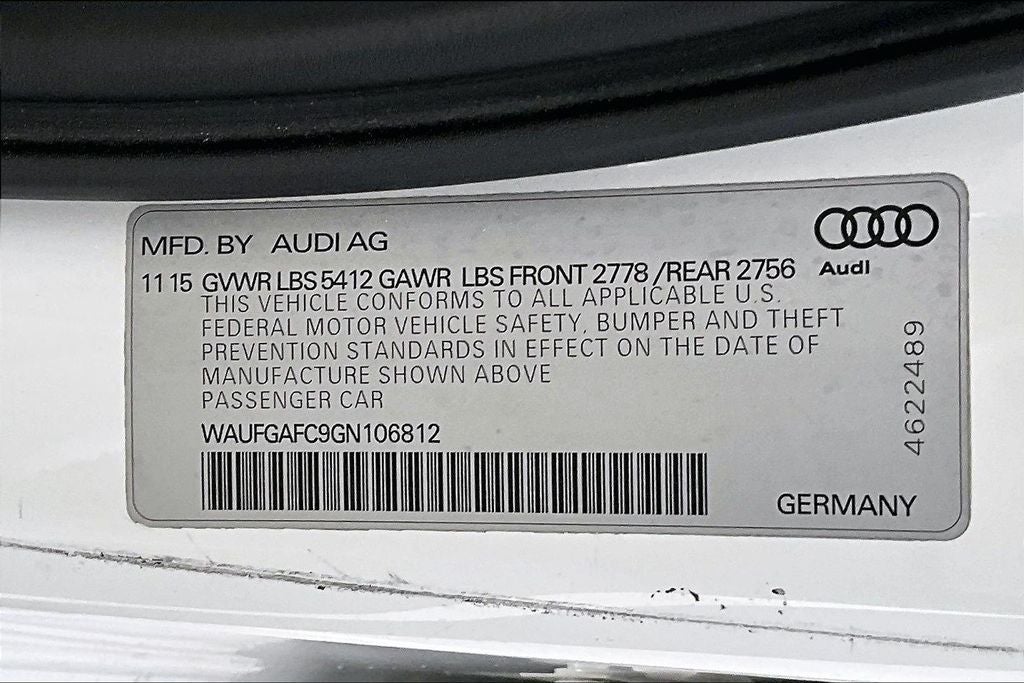 MFD. BY AUDI AG
Audi
11 15 GVWR LBS 5412 GAWR LBS FRONT 2778 /REAR 2756
THIS VEHICLE CONFORMS TO ALL APPLICABLE U.S.
FEDERAL MOTOR VEHICLE SAFETY, BUMPER AND THEFT
PREVENTION STANDARDS IN EFFECT ON THE DATE OF
MANUFACTURE SHOWN ABOVE
PASSENGER CAR
WAUFGAFC9GN106812
4622489
GERMANY